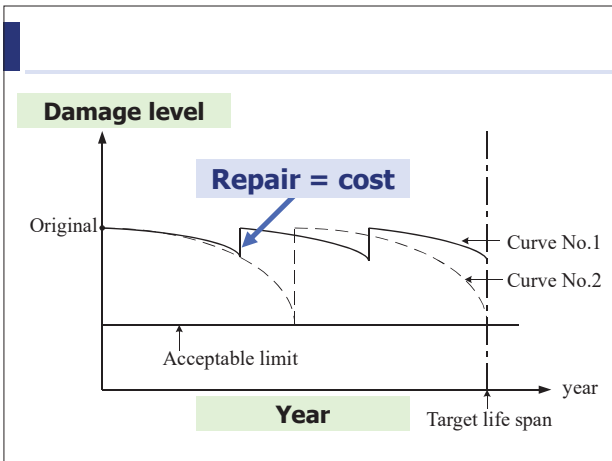 Damage level
Repair = cost
Original
Curve No.1
Curve No.2
Acceptable limit
year
Year
Target life span